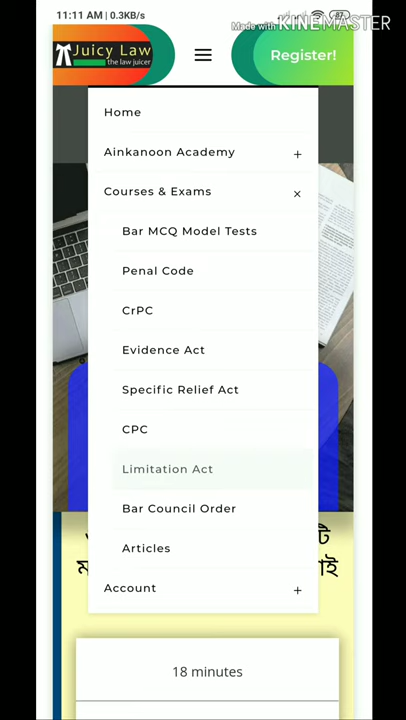 11:11 AM | 0.3KB/s
Made with KINEMASTER
Juicy Law
the law juicer
Register!
Home
Ainkanoon Academy
Courses & Exams
Bar MCQ Model Tests
Penal Code
CrPC
Evidence Act
Specific Relief Act
CPC
Limitation Act
Bar Council Order
Articles
Account
18 minutes